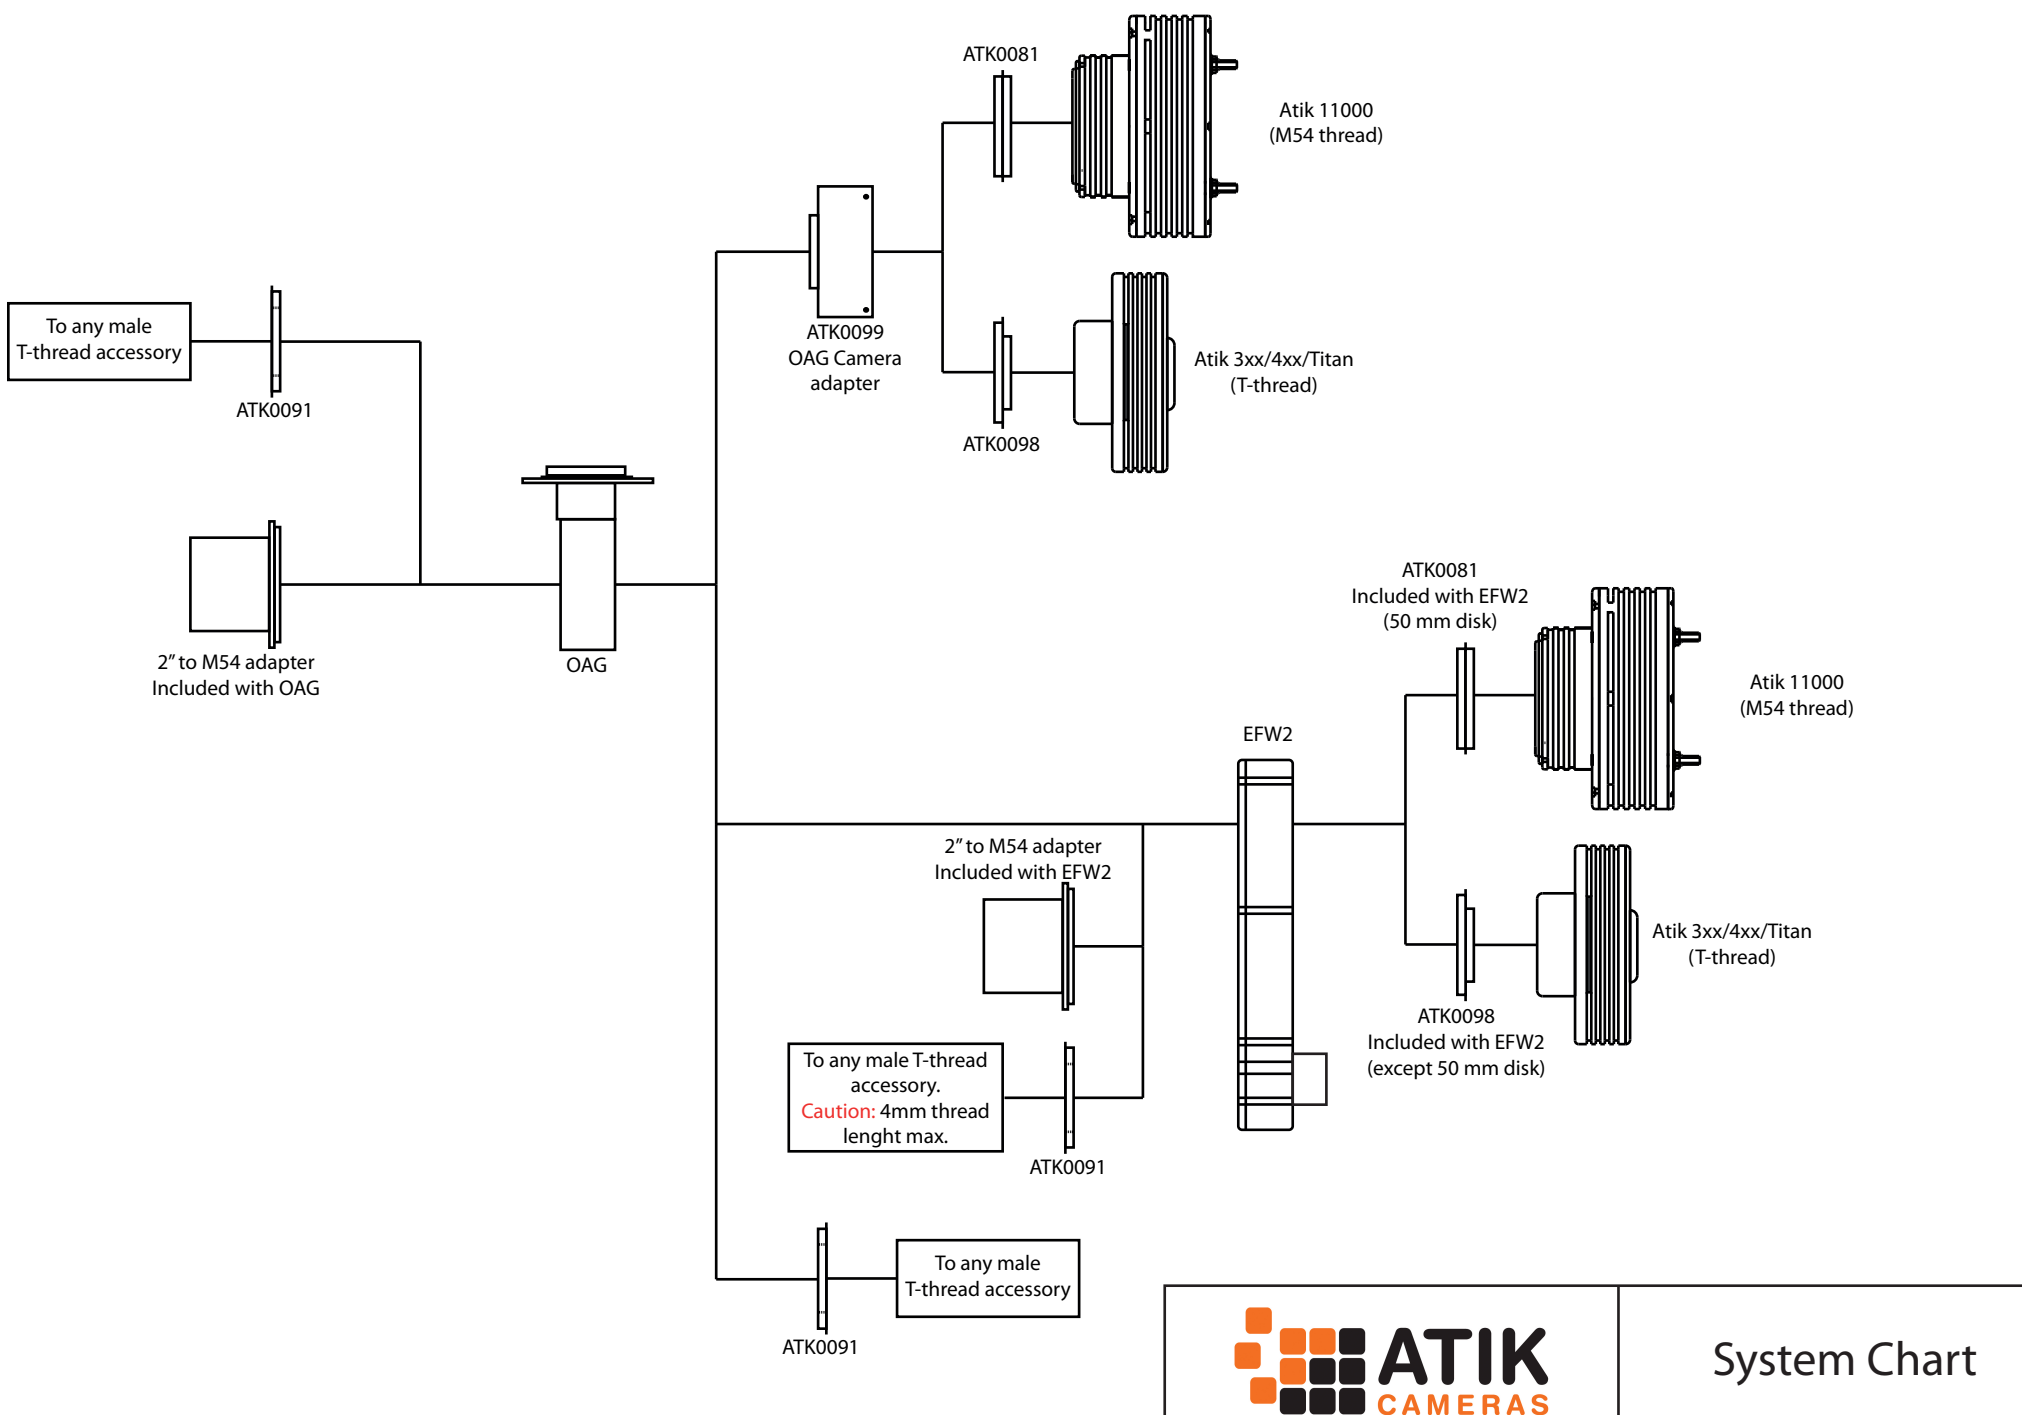 ATK0081
Atik 11000
(M54 thread)
To any male
T-thread accessory
ATK0091
ATK0099
OAG Camera
adapter
Atik 3xx/4xx/Titan
(T-thread)
ATK0098
2” to M54 adapter
Included with OAG
OAG
ATK0081
Included with EFW2
(50 mm disk)
Atik 11000
(M54 thread)
EFW2
2” to M54 adapter
Included with EFW2
Atik 3xx/4xx/Titan
(T-thread)
ATK0098
Included with EFW2
(except 50 mm disk)
To any male T-thread
accessory.
Caution: 4mm thread
lenght max.
ATK0091
To any male
T-thread accessory
ATK0091
ATIK
CAMERAS
System Chart